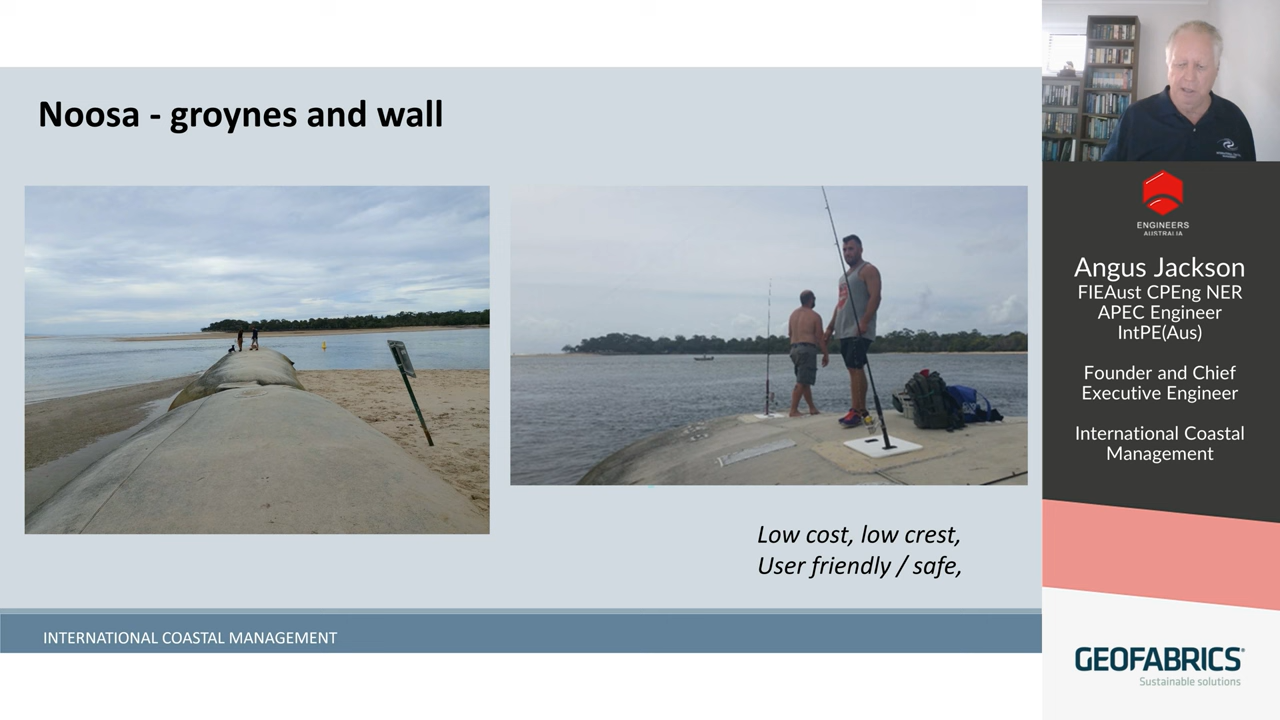 Noosa - groynes and wall
Low cost, low crest,
User friendly / safe,
INTERNATIONAL COASTAL MANAGEMENT
ENGINEERS
AUSTRALIA
Angus Jackson
FIEAust CPEng NER
APEC Engineer
IntPE(Aus)
Founder and Chief
Executive Engineer
International Coastal
Management
GEOFABRICS
Sustainable solutions